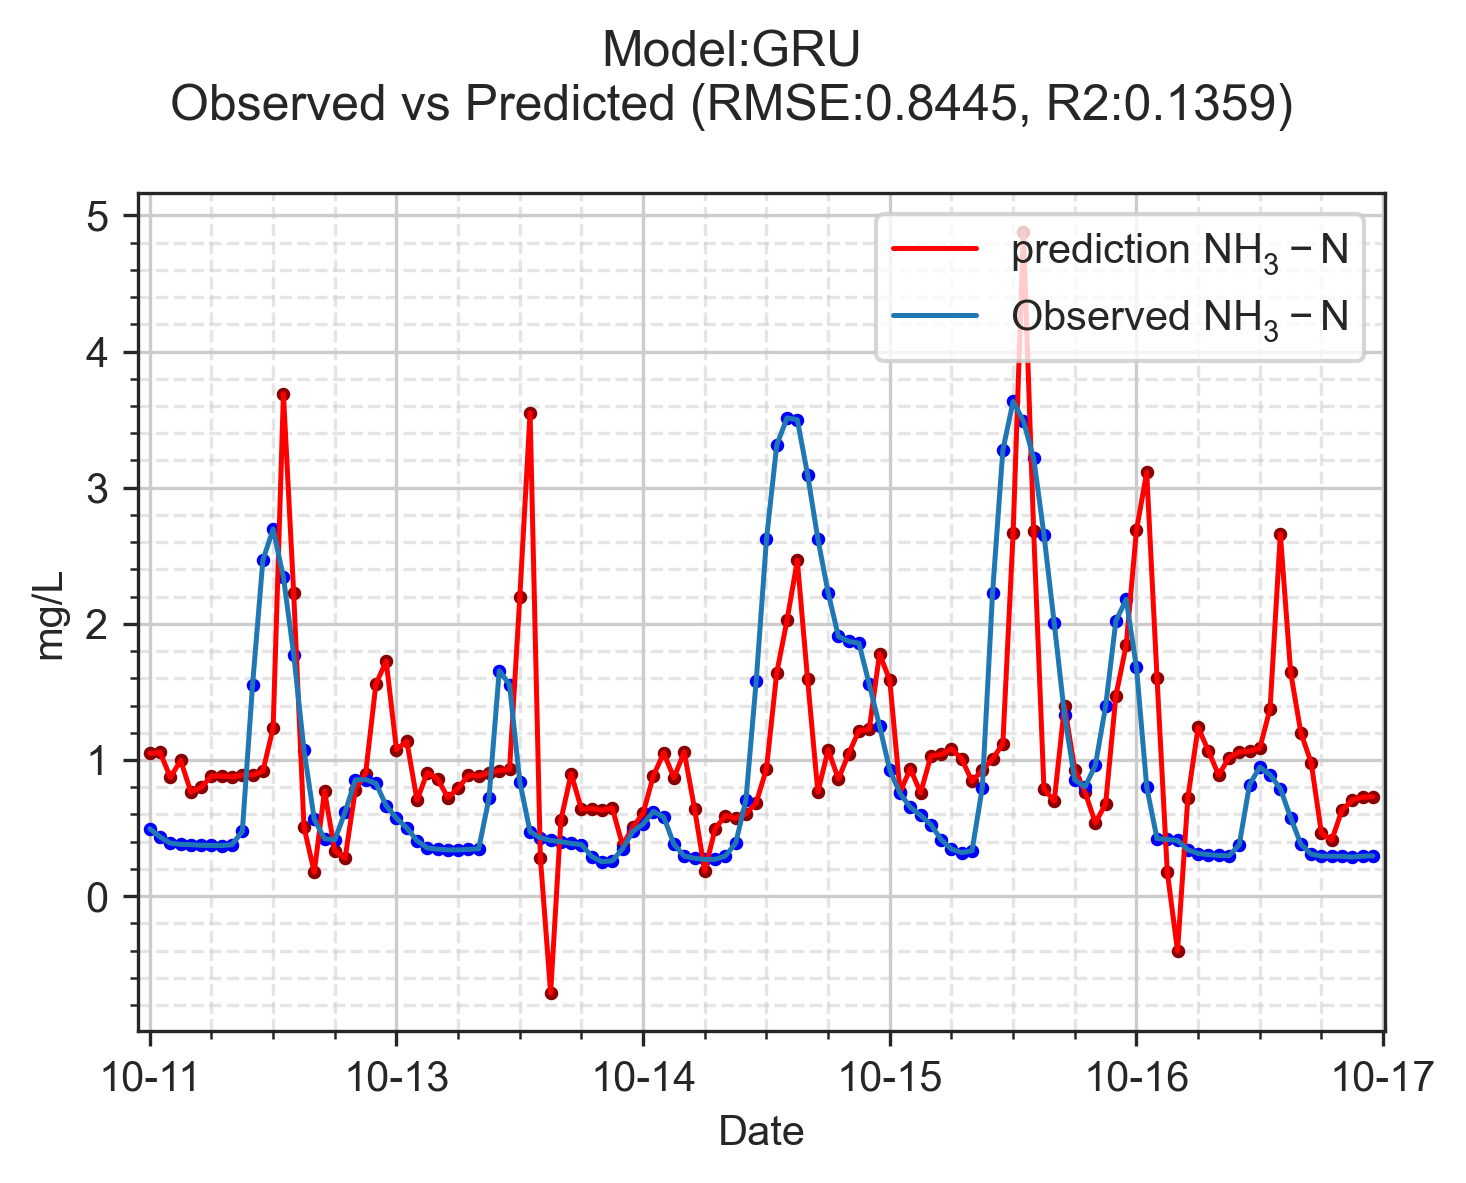 Model:GRU
Observed vs Predicted (RMSE:0.8445, R2:0.1359)
prediction NH₃ − N
Observed NH₃ − N
5
4
3
2
1
0
mg/L
10-11 10-13 10-14 10-15 10-16 10-17
Date